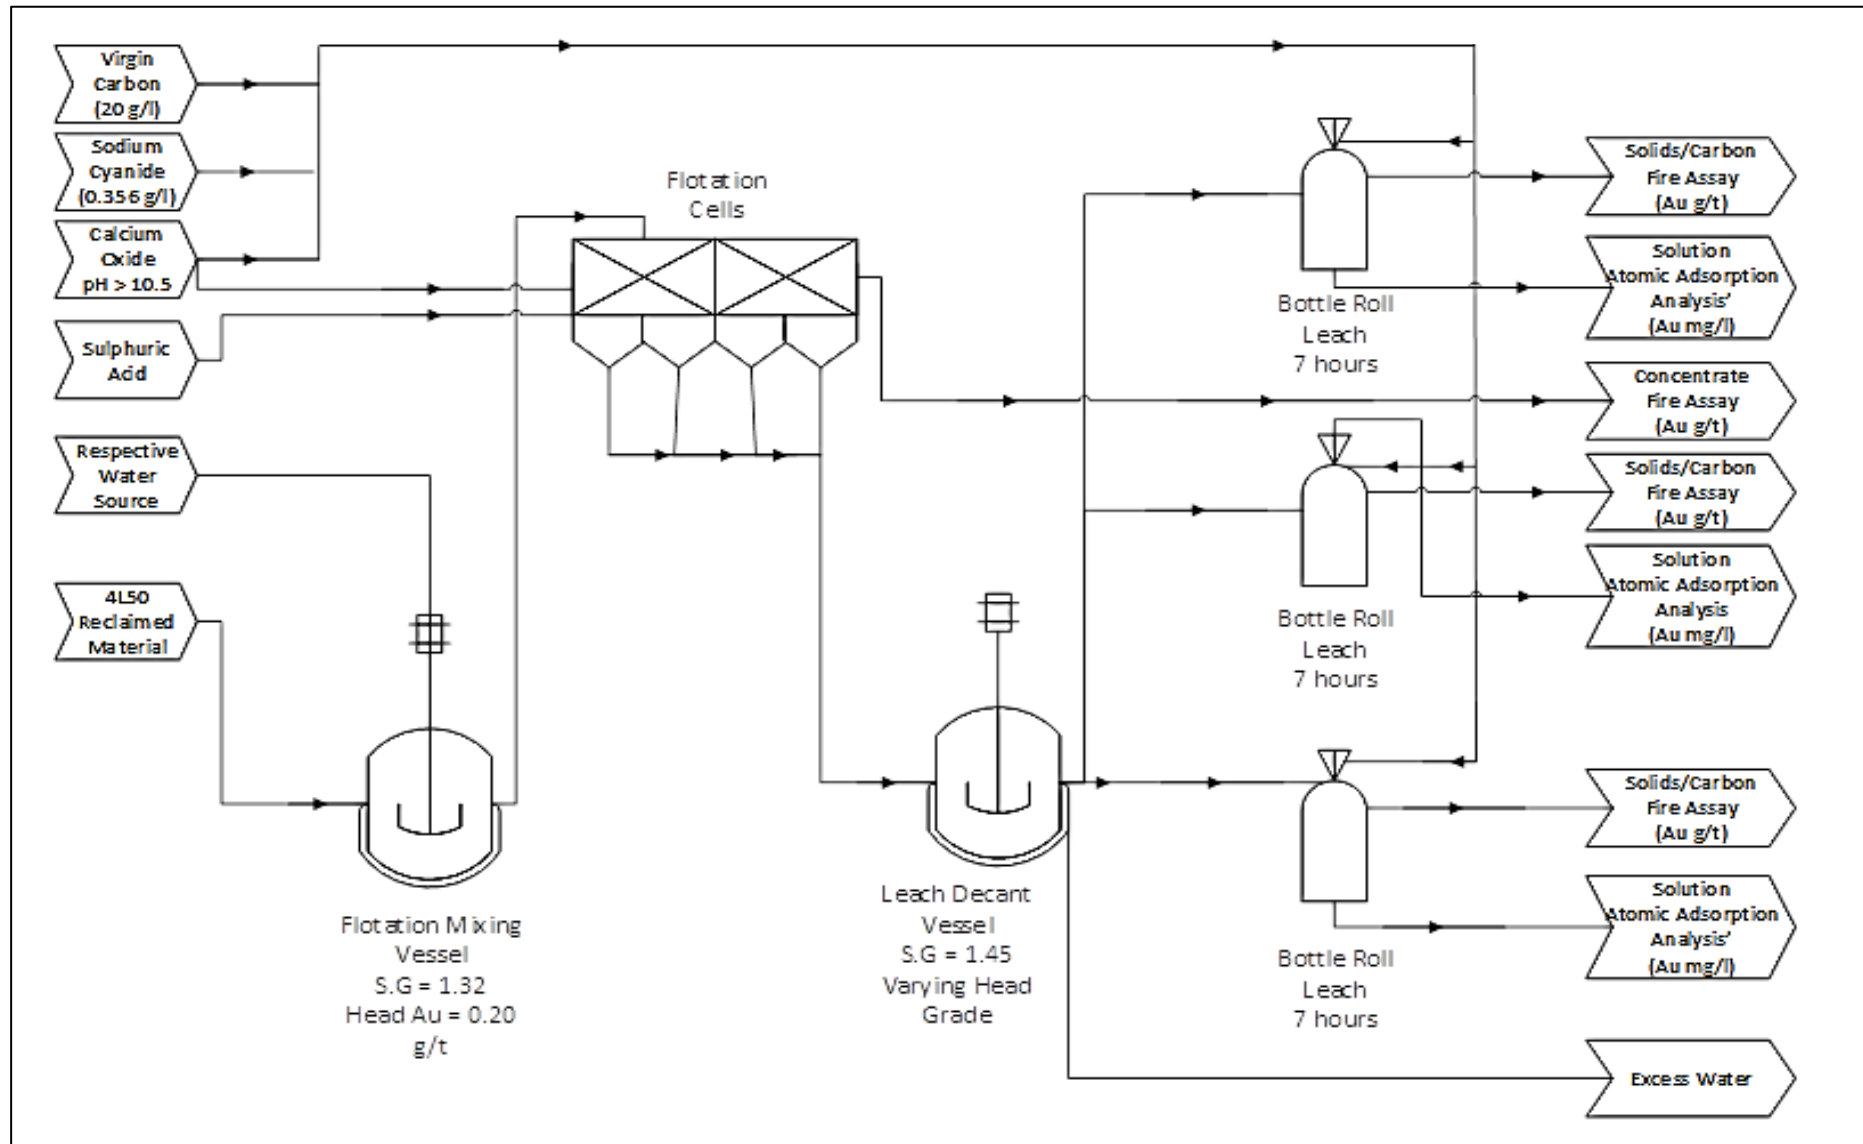 Virgin
Carbon
(20 g/l)
Sodium
Cyanide
(0.356 g/l)
Calcium
Oxide
pH > 10.5
Sulphuric
Acid
Respective
Water
Source
4L50
Reclaimed
Material
Flotation Mixing
Vessel
S.G = 1.32
Head Au = 0.20
g/t
Flotation
Cells
Leach Decant
Vessel
S.G = 1.45
Varying Head
Grade
Bottle Roll
Leach
7 hours
Bottle Roll
Leach
7 hours
Bottle Roll
Leach
7 hours
Solids/Carbon
Fire Assay
(Au g/t)
Solution
Atomic Adsorption
Analysis'
(Au mg/l)
Concentrate
Fire Assay
(Au g/t)
Solids/Carbon
Fire Assay
(Au g/t)
Solution
Atomic Adsorption
Analysis
(Au mg/l)
Solids/Carbon
Fire Assay
(Au g/t)
Solution
Atomic Adsorption
Analysis'
(Au mg/l)
Excess Water